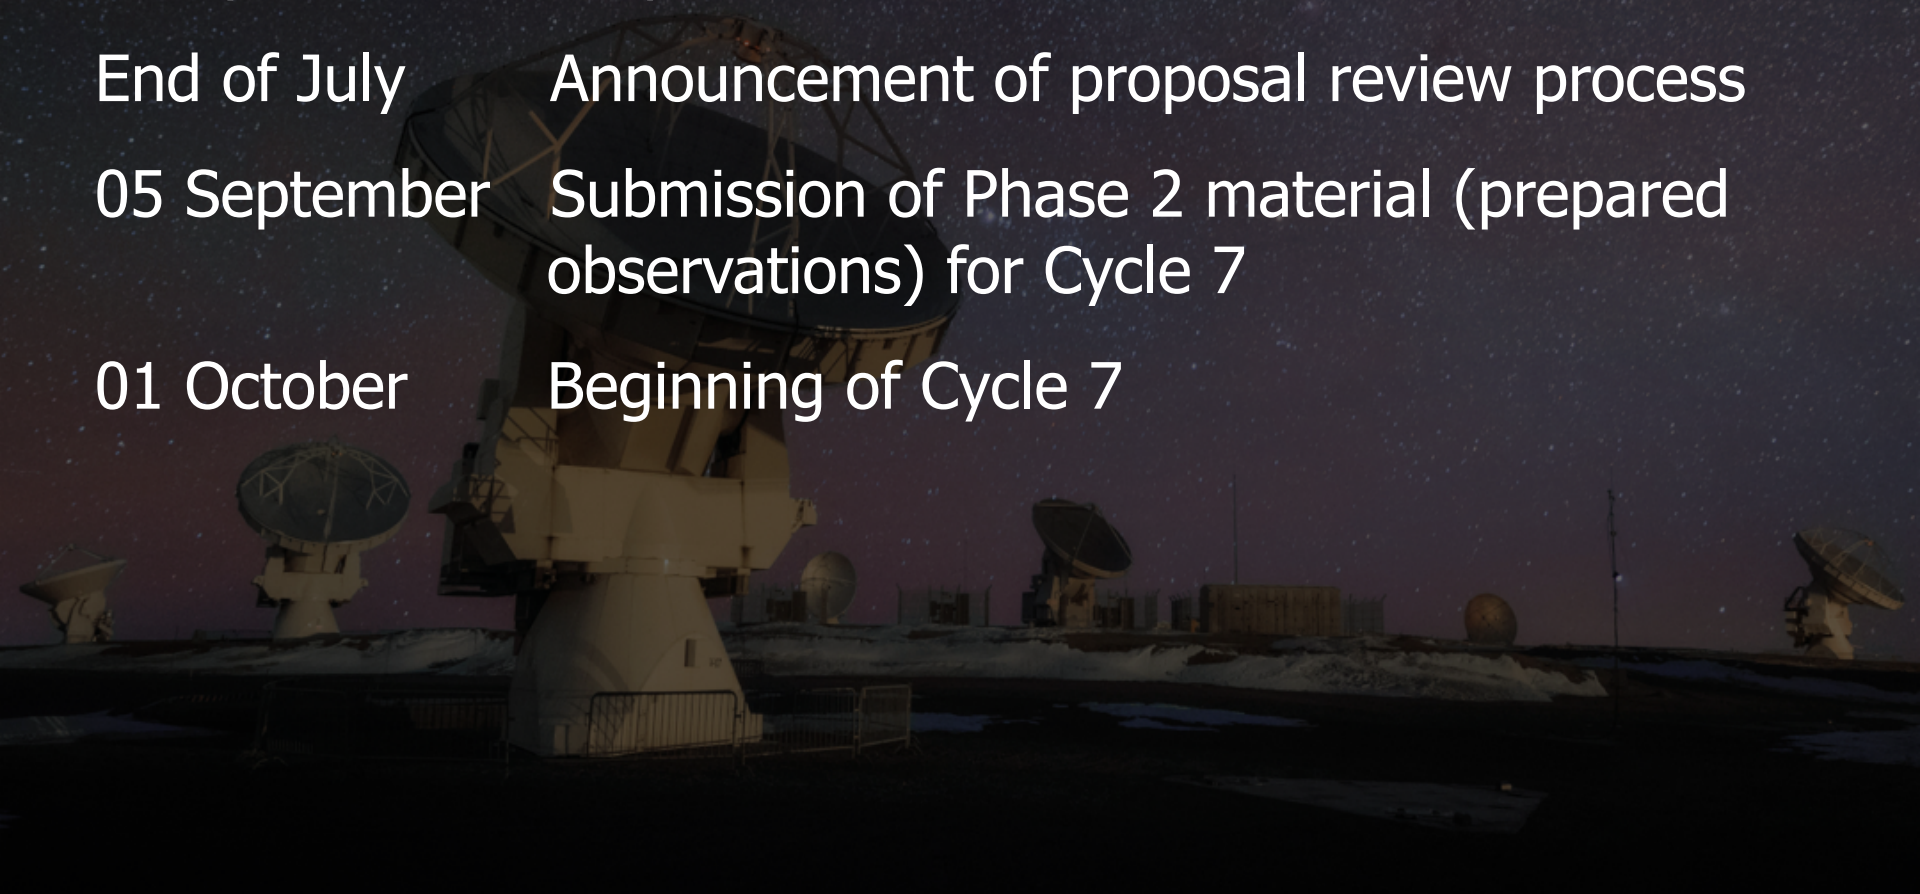 End of July Announcement of proposal review process
05 September Submission of Phase 2 material (prepared
observations) for Cycle 7
01 October Beginning of Cycle 7